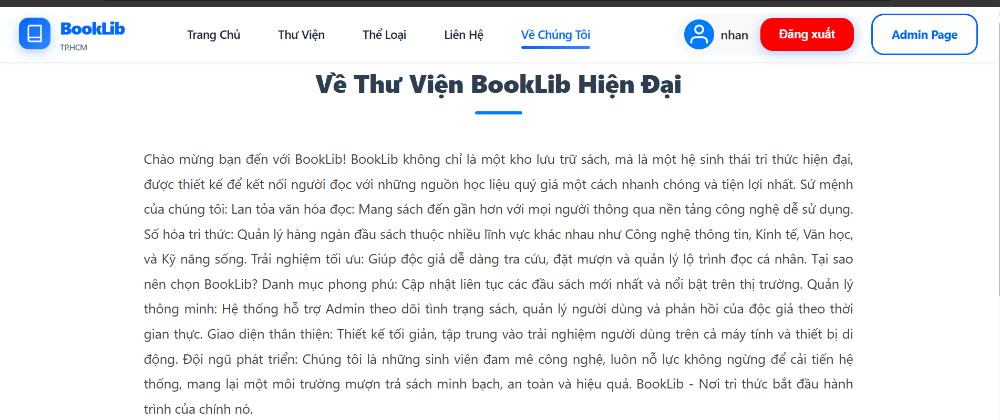 BookLib
TP.HCM
Trang Chủ
Thư Viện
Thể Loại
Liên Hệ
Về Chúng Tôi
nhan
Đăng xuất
Admin Page
Về Thư Viện BookLib Hiện Đại
Chào mừng bạn đến với BookLib! BookLib không chỉ là một kho lưu trữ sách, mà là một hệ sinh thái tri thức hiện đại,
được thiết kế để kết nối người đọc với những nguồn học liệu quý giá một cách nhanh chóng và tiện lợi nhất. Sứ mệnh
của chúng tôi: Lan tỏa văn hóa đọc: Mang sách đến gần hơn với mọi người thông qua nền tảng công nghệ dễ sử dụng.
Số hóa tri thức: Quản lý hàng ngàn đầu sách thuộc nhiều lĩnh vực khác nhau như Công nghệ thông tin, Kinh tế, Văn học,
và Kỹ năng sống. Trải nghiệm tối ưu: Giúp độc giả dễ dàng tra cứu, đặt mượn và quản lý lộ trình đọc cá nhân. Tại sao
nên chọn BookLib? Danh mục phong phú: Cập nhật liên tục các đầu sách mới nhất và nổi bật trên thị trường. Quản lý
thông minh: Hệ thống hỗ trợ Admin theo dõi tình trạng sách, quản lý người dùng và phản hồi của độc giả theo thời
gian thực. Giao diện thân thiện: Thiết kế tối giản, tập trung vào trải nghiệm người dùng trên cả máy tính và thiết bị di
động. Đội ngũ phát triển: Chúng tôi là những sinh viên đam mê công nghệ, luôn nỗ lực không ngừng để cải tiến hệ
thống, mang lại một môi trường mượn trả sách minh bạch, an toàn và hiệu quả. BookLib - Nơi tri thức bắt đầu hành
trình của chính nó.